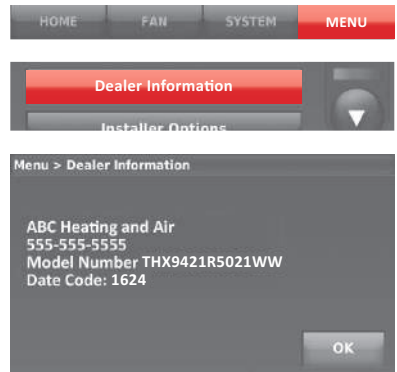 HOME FAN SYSTEM MENU
Dealer Information
Installer Options
Menu > Dealer Information
ABC Heating and Air
555-555-5555
Model Number THX9421R5021WW
Date Code: 1624
OK